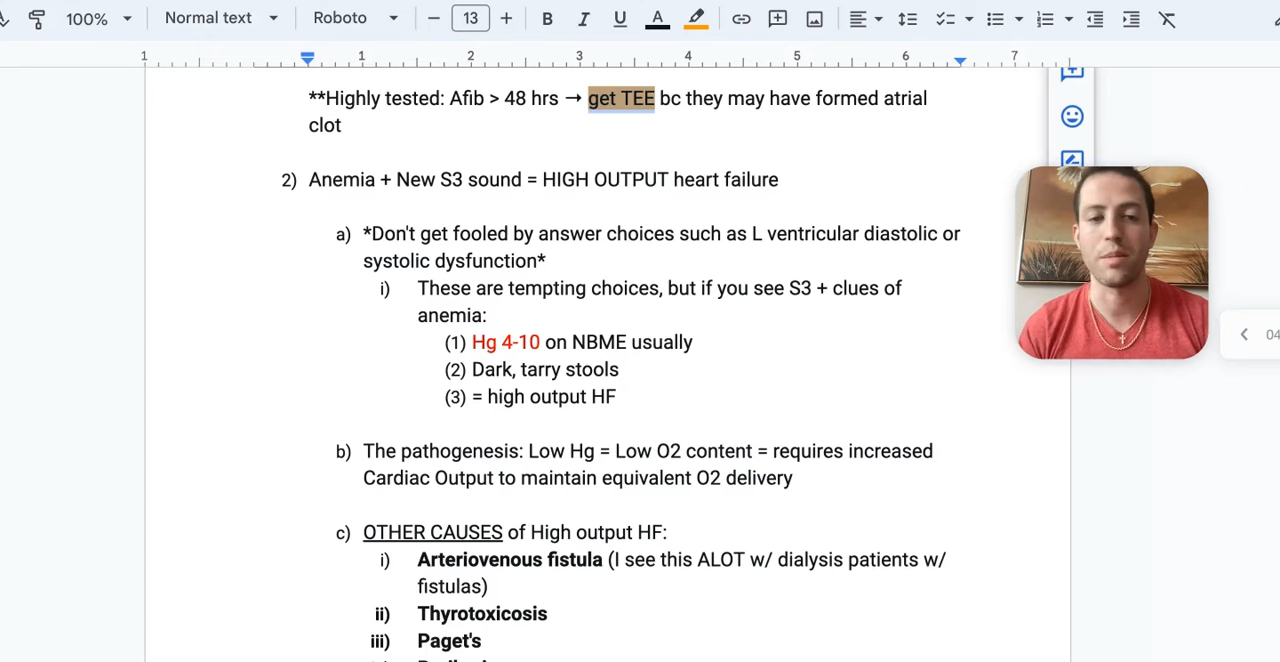 100%
Normal text
Roboto
13
B I U A
1 1 2 3 4 5 6 7
**Highly tested: Afib > 48 hrs → get TEE bc they may have formed atrial
clot
2) Anemia + New S3 sound = HIGH OUTPUT heart failure
a) *Don't get fooled by answer choices such as L ventricular diastolic or
systolic dysfunction*
i) These are tempting choices, but if you see S3 + clues of
anemia:
(1) Hg 4-10 on NBME usually
(2) Dark, tarry stools
(3) = high output HF
04
b) The pathogenesis: Low Hg = Low O2 content = requires increased
Cardiac Output to maintain equivalent O2 delivery
c) OTHER CAUSES of High output HF:
i) Arteriovenous fistula (I see this ALOT w/ dialysis patients w/
fistulas)
ii) Thyrotoxicosis
iii) Paget's